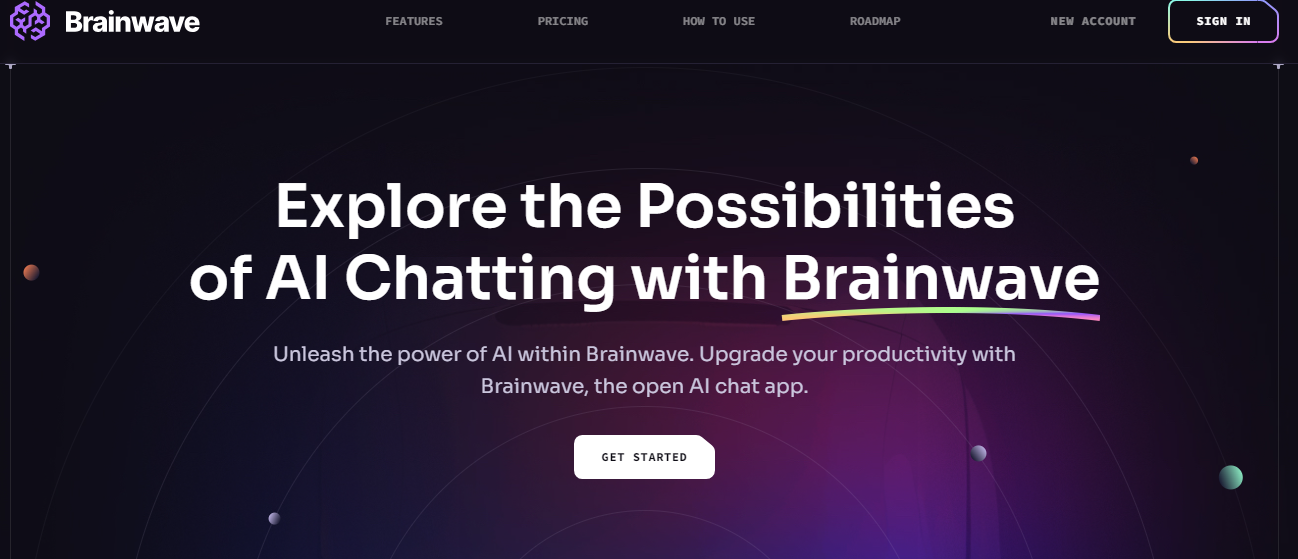 Brainwave
FEATURES
PRICING
HOW TO USE
ROADMAP
NEW ACCOUNT
SIGN IN
Explore the Possibilities
of AI Chatting with Brainwave
Unleash the power of AI within Brainwave. Upgrade your productivity with
Brainwave, the open AI chat app.
GET STARTED